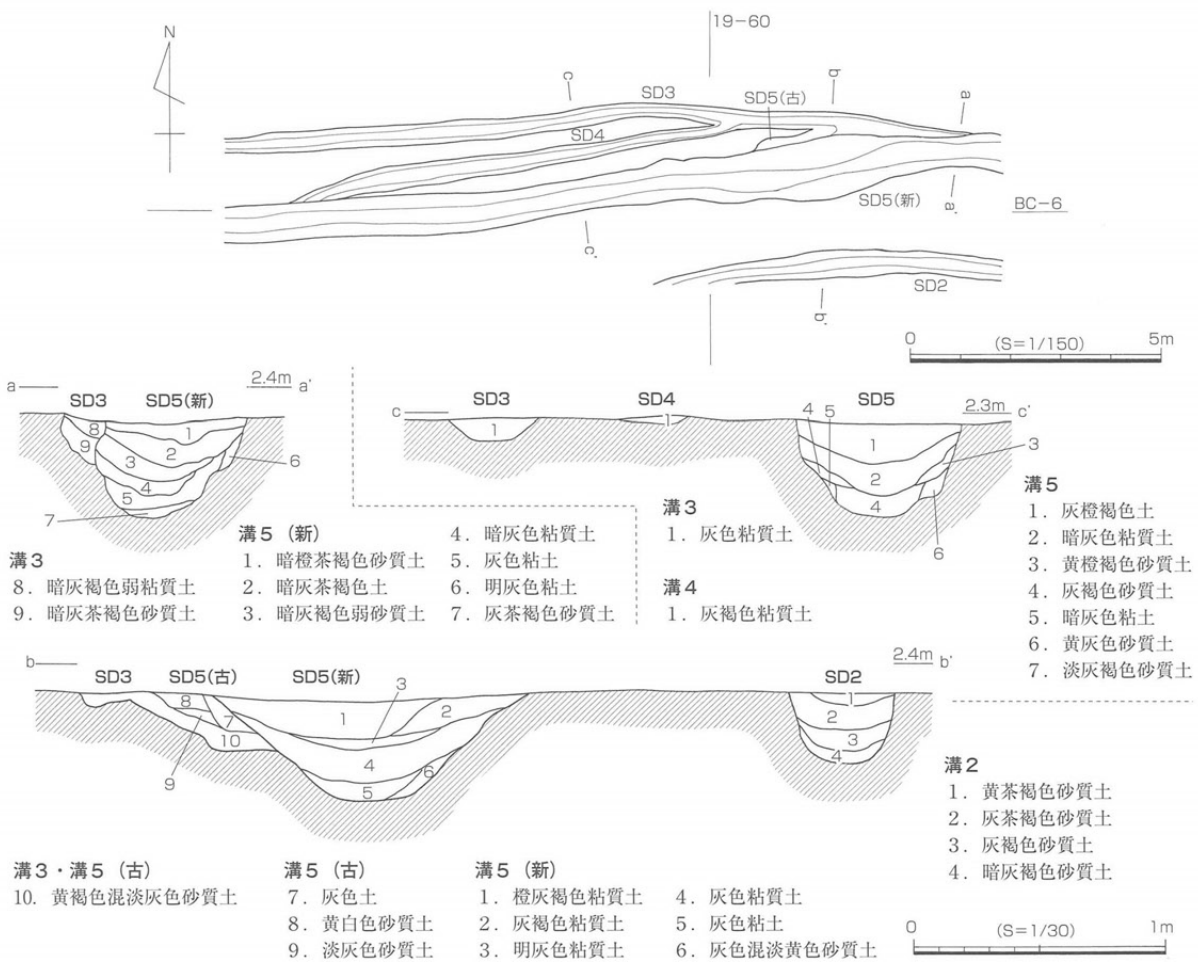 N
19-60
c
b
a
SD3
SD5(古)
SD4
SD5(新)
a'
BC-6
c'
SD2
b'
0 (S=1/150) 5m
a
2.4m a'
SD3 SD5(新)
8
1
9
2
3
4
5
6
7
c
2.3m c'
SD3 SD4 SD5
1
1
4 5
1
2
3
4
6
溝3
8. 暗灰褐色弱粘質土
9. 暗灰茶褐色砂質土
溝5 (新)
1. 暗橙茶褐色砂質土
2. 暗灰茶褐色土
3. 暗灰褐色弱砂質土
4. 暗灰色粘質土
5. 灰色粘土
6. 明灰色粘土
7. 灰茶褐色砂質土
溝3
1. 灰色粘質土
溝4
1. 灰褐色粘質土
溝5
1. 灰橙褐色土
2. 暗灰色粘質土
3. 黄橙褐色砂質土
4. 灰褐色砂質土
5. 暗灰色粘土
6. 黄灰色砂質土
7. 淡灰褐色砂質土
b
2.4m b'
SD3 SD5(古) SD5(新) SD2
8
7
9
10
1
2
3
4
5
6
1
2
3
4
溝2
1. 黄茶褐色砂質土
2. 灰茶褐色砂質土
3. 灰褐色砂質土
4. 暗灰褐色砂質土
溝3・溝5 (古)
10. 黄褐色混淡灰色砂質土
溝5 (古)
7. 灰色土
8. 黄白色砂質土
9. 淡灰色砂質土
溝5 (新)
1. 橙灰褐色粘質土
2. 灰褐色粘質土
3. 明灰色粘質土
4. 灰色粘質土
5. 灰色粘土
6. 灰色混淡黄色砂質土
0 (S=1/30) 1m